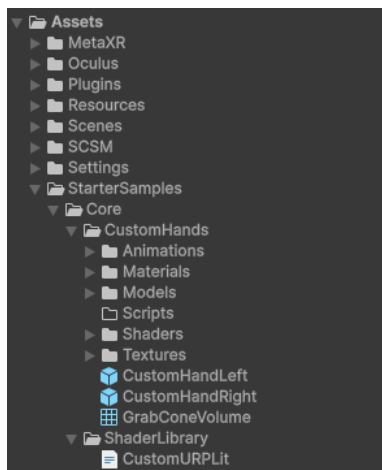 Assets
MetaXR
Oculus
Plugins
Resources
Scenes
SCSM
Settings
StarterSamples
Core
CustomHands
Animations
Materials
Models
Scripts
Shaders
Textures
CustomHandLeft
CustomHandRight
GrabConeVolume
ShaderLibrary
CustomURPLit